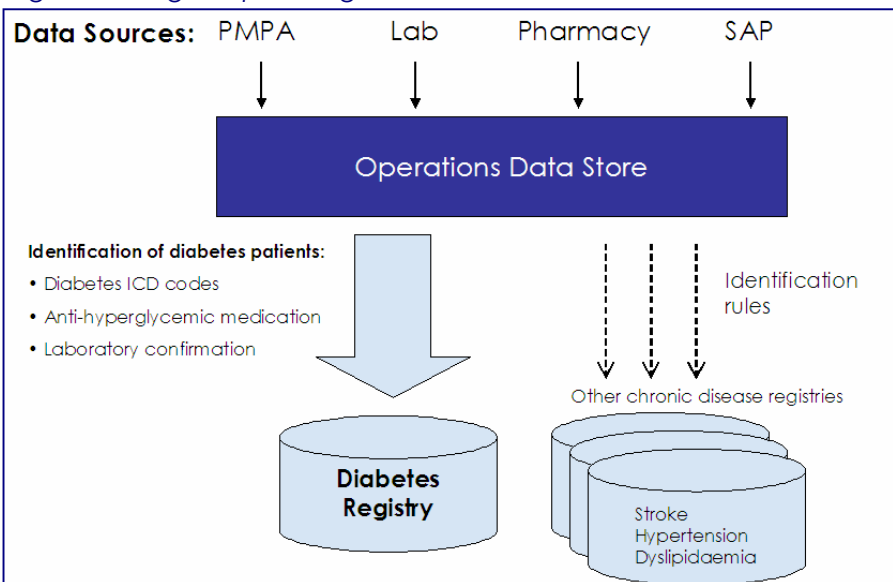 Data Sources: PMPA Lab Pharmacy SAP
Operations Data Store
Identification of diabetes patients:
• Diabetes ICD codes
• Anti-hyperglycemic medication
• Laboratory confirmation
Identification
rules
Other chronic disease registries
Diabetes
Registry
Stroke
Hypertension
Dyslipidaemia